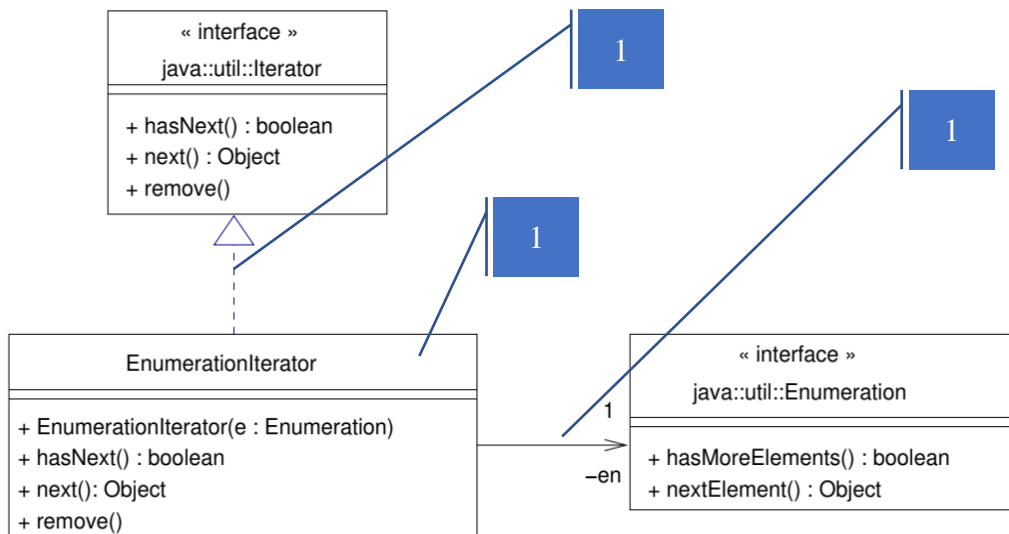 « interface »
java::util::Iterator
+ hasNext() : boolean
+ next() : Object
+ remove()
1
1
1
EnumerationIterator
+ EnumerationIterator(e : Enumeration)
+ hasNext() : boolean
+ next(): Object
+ remove()
1
–en
« interface »
java::util::Enumeration
+ hasMoreElements() : boolean
+ nextElement() : Object